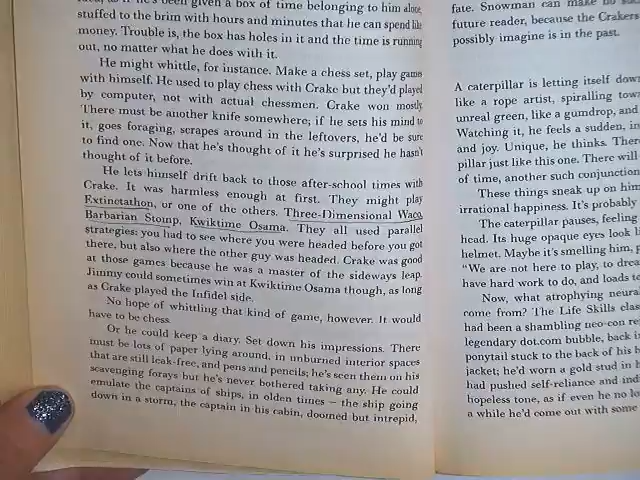 he's been given a box of time belonging to him alone,
stuffed to the brim with hours and minutes that he can spend like
money. Trouble is, the box has holes in it and the time is running
out, no matter what he does with it.
He might whittle, for instance. Make a chess set, play games
with himself. He used to play chess with Crake but they'd played
by computer, not with actual chessmen. Crake won mostly.
There must be another knife somewhere; if he sets his mind to
it, goes foraging, scrapes around in the leftovers, he'd be sure
to find one. Now that he's thought of it he's surprised he hasn't
thought of it before.
He lets himself drift back to those after-school times with
Crake. It was harmless enough at first. They might play
Extinctathon, or one of the others. Three-Dimensional Waco,
Barbarian Stomp, Kwiktime Osama. They all used parallel
strategies: you had to see where you were headed before you got
there, but also where the other guy was headed. Crake was good
at those games because he was a master of the sideways leap.
Jimmy could sometimes win at Kwiktime Osama though, as long
as Crake played the Infidel side.
No hope of whittling that kind of game, however. It would
have to be chess.
Or he could keep a diary. Set down his impressions. There
must be lots of paper lying around, in unburned interior spaces
that are still leak-free, and pens and pencils; he's seen them on his
scavenging forays but he's never bothered taking any. He could
emulate the captains of ships, in olden times – the ship going
down in a storm, the captain in his cabin, doomed but intrepid,
fate. Snowman can make no
future reader, because the Crakers
possibly imagine is in the past.
A caterpillar is letting itself down
like a rope artist, spiralling
unreal green, like a gumdrop, and
Watching it, he feels a sudden,
and joy. Unique, he thinks.
pillar just like this one. There will
of time, another such conjunction
These things sneak up on him
irrational happiness. It's probably
The caterpillar pauses, feeling
head. Its huge opaque eyes look
helmet. Maybe it's smelling him,
"We are not here to play, to
have hard work to do, and loads
Now, what atrophying
come from? The Life Skills
had been a shambling neo-con
legendary dot.com bubble, back
ponytail stuck to the back of his
jacket; he'd worn a gold stud in
had pushed self-reliance and
hopeless tone, as if even he no
a while he'd come out with some